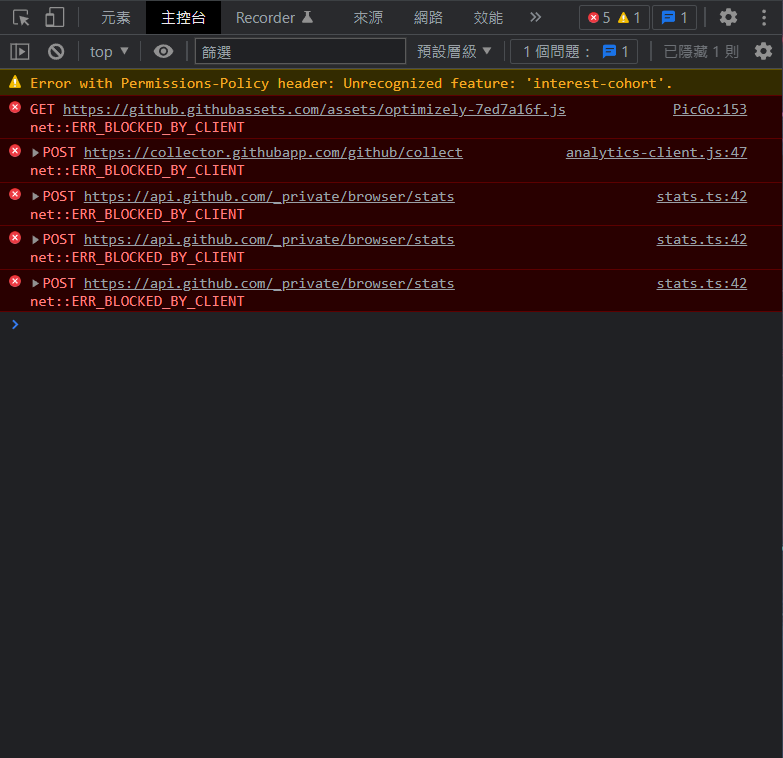 元素 主控台 Recorder 來源 網路 效能 5 1 1
top 篩選 預設層級 1 個問題： 1 已隱藏 1 則
Error with Permissions-Policy header: Unrecognized feature: 'interest-cohort'.
GET https://github.githubassets.com/assets/optimizely-7ed7a16f.js PicGo:153
net::ERR_BLOCKED_BY_CLIENT
POST https://collector.githubapp.com/github/collect analytics-client.js:47
net::ERR_BLOCKED_BY_CLIENT
POST https://api.github.com/_private/browser/stats stats.ts:42
net::ERR_BLOCKED_BY_CLIENT
POST https://api.github.com/_private/browser/stats stats.ts:42
net::ERR_BLOCKED_BY_CLIENT
POST https://api.github.com/_private/browser/stats stats.ts:42
net::ERR_BLOCKED_BY_CLIENT